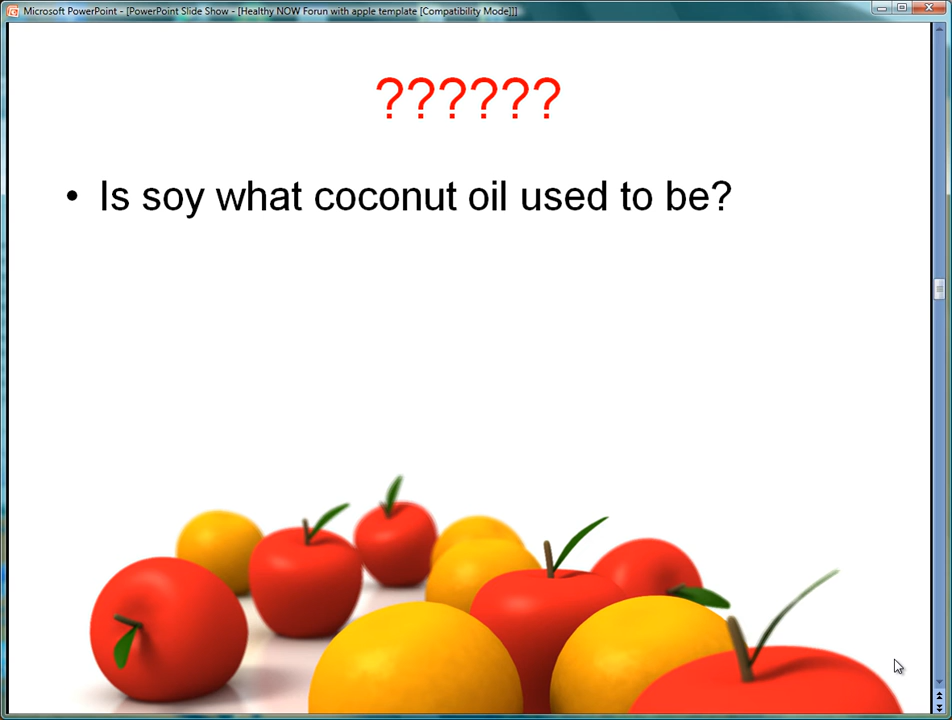 Microsoft PowerPoint - [PowerPoint Slide Show - [Healthy NOW Forun with apple template [Compatibility Mode]]]
??????
• Is soy what coconut oil used to be?